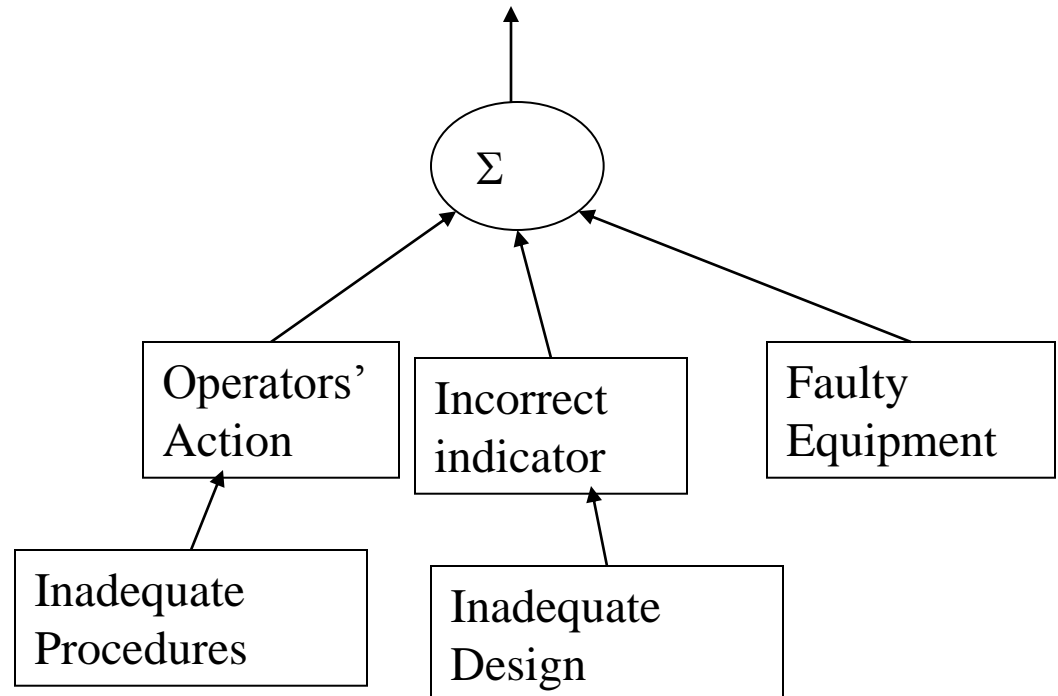 Σ
Operators’
Action
Incorrect
indicator
Faulty
Equipment
Inadequate
Procedures
Inadequate
Design